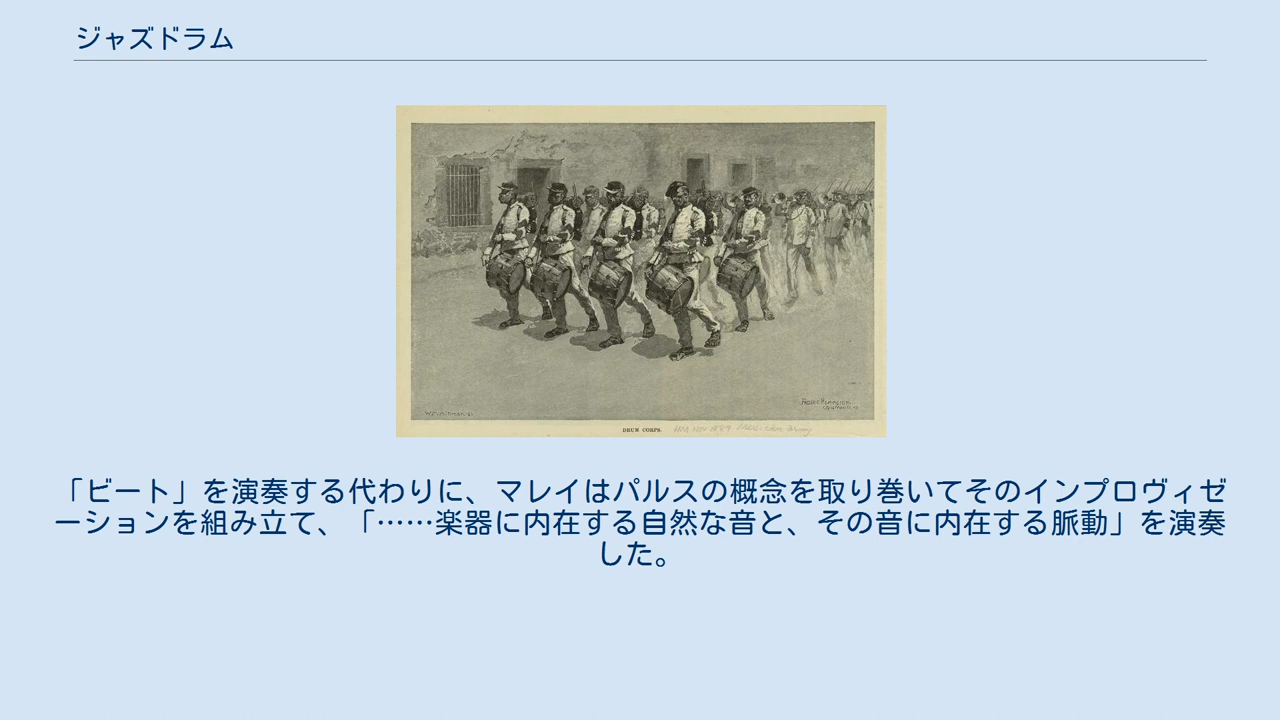 ジャズドラム
DRUM CORPS.
「ビート」を演奏する代わりに、マレイはパルスの概念を取り巻いてそのインプロヴィゼ
ーションを組み立て、「……楽器に内在する自然な音と、その音に内在する脈動」を演奏
した。